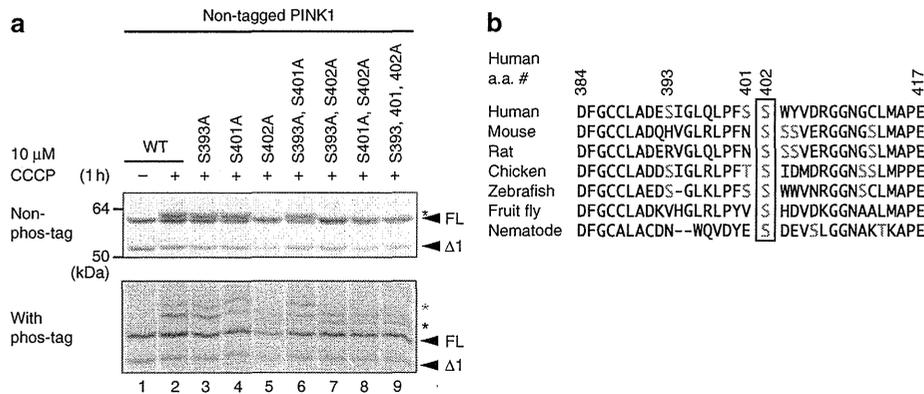 a
Non-tagged PINK1
WT
S393A
S401A
S402A
S393A, S401A
S393A, S402A
S401A, S402A
S393, 401, 402A
10 µM
CCCP (1 h) – + + + + + + + +
Non-
phos-tag
64
50
(kDa)
*
FL
Δ1
With
phos-tag
*
*
FL
Δ1
1 2 3 4 5 6 7 8 9
b
Human
a.a. #
384 393 401 402 417
Human DFGCCLADESIGLQLPFS S WYVDRGGNGCLMAPE
Mouse DFGCCLADQHVGLRLPFN S SSVERGGNGSLMAPE
Rat DFGCCLADERVGLRLPFN S SSVERGGNGSLMAPE
Chicken DFGCCLADDSIGLRLPFT S IDMDRGGNSSLMPPE
Zebrafish DFGCCLAEDS-GLKLPFS S WWVNRGGNSCLMAPE
Fruit fly DFGCCLADKVHGLRLPYV S HDVDKGGNAALMAPE
Nematode DFGCALACDN--WQVDYE S DEVSLGGNAKTKAPE